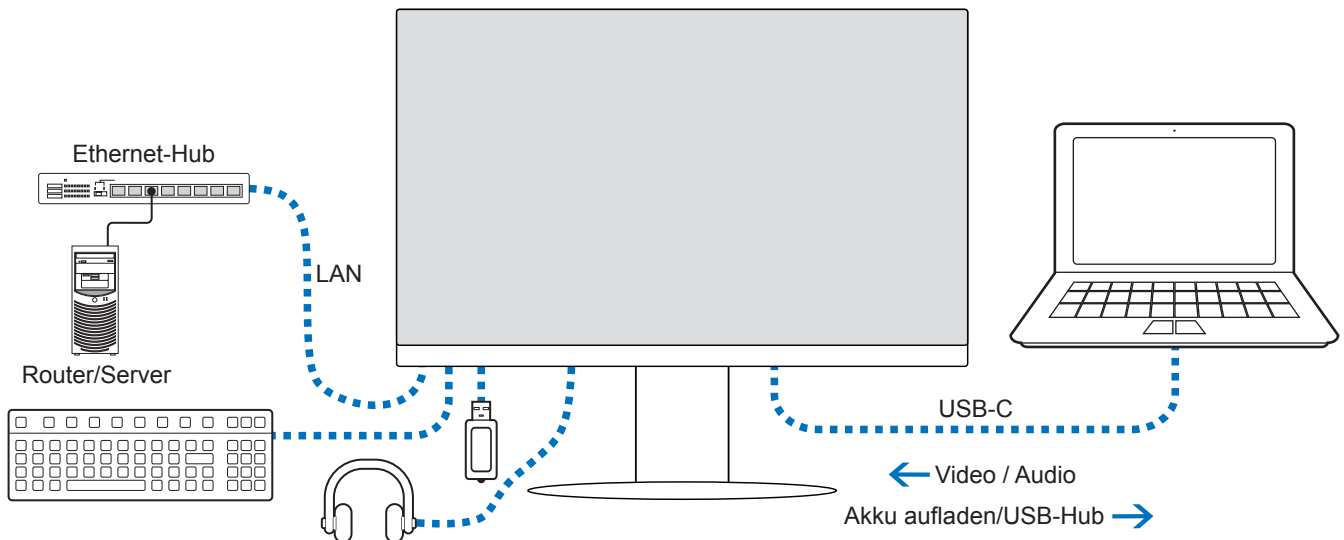 Ethernet-Hub
LAN
Router/Server
USB-C
Video / Audio
Akku aufladen/USB-Hub